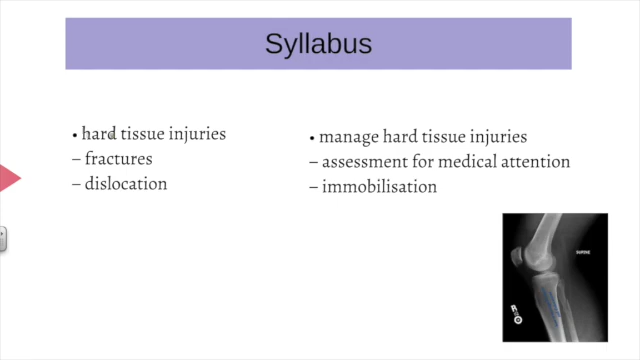 Syllabus
• hard tissue injuries
– fractures
– dislocation
• manage hard tissue injuries
– assessment for medical attention
– immobilisation